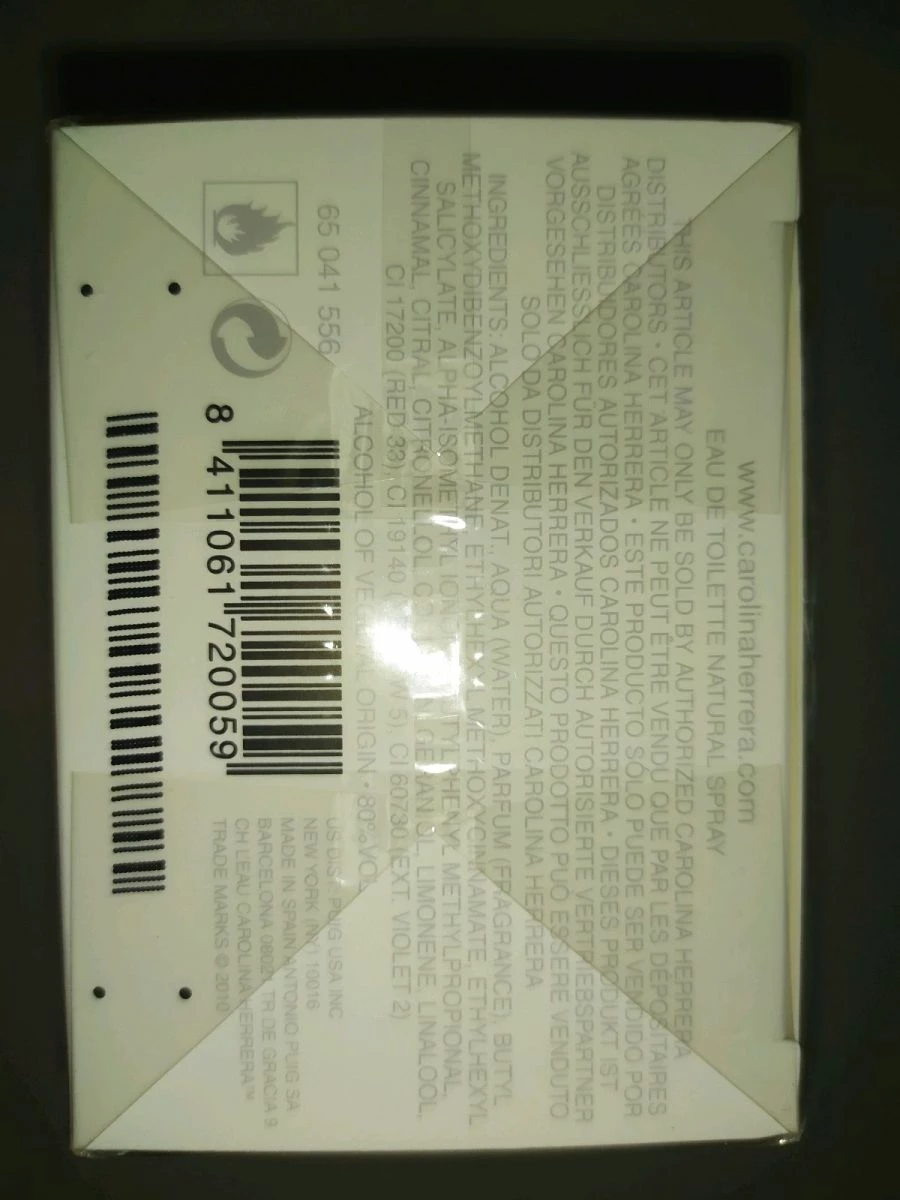 www.carolinaherrera.com
EAU DE TOILETTE NATURAL SPRAY
THIS ARTICLE MAY ONLY BE SOLD BY AUTHORIZED CAROLINA HERRERA
DISTRIBUTORS • CET ARTICLE NE PEUT ÊTRE VENDU QUE PAR LES DÉPOSITAIRES
AGRÉÉS CAROLINA HERRERA • ESTE PRODUCTO SÓLO PUEDE SER VENDIDO POR
DISTRIBUIDORES AUTORIZADOS CAROLINA HERRERA • DIESES PRODUKT IST
AUSSCHLIESSLICH FÜR DEN VERKAUF DURCH AUTORISIERTE VERTRIEBSPARTNER
VORGESEHEN CAROLINA HERRERA • QUESTO PRODOTTO PUÒ ESSERE VENDUTO
SOLO DA DISTRIBUTORI AUTORIZZATI CAROLINA HERRERA
INGREDIENTS: ALCOHOL DENAT., AQUA (WATER), PARFUM (FRAGRANCE), BUTYL
METHOXYDIBENZOYLMETHANE, ETHYLHEXYL METHOXYCINNAMATE, ETHYLHEXYL
SALICYLATE, ALPHA-ISOMETHYL METHYLPROPIONAL,
CINNAMAL, CITRAL, CITRONELLOL, GERANIOL, LIMONENE, LINALOOL,
CI 17200 (RED 33), CI 19140 5), CI 60730 (EXT. VIOLET 2)
ALCOHOL OF ORIGIN • 80% VOL
65 041 556
8 411061 720059
US DIST. PUIG USA INC
NEW YORK (NY) 10016
MADE IN SPAIN ANTONIO PUIG SA
BARCELONA 08021 TR.DE GRACIA 9
CH L'EAU CAROLINA HERRERA™
TRADE MARKS © 2010